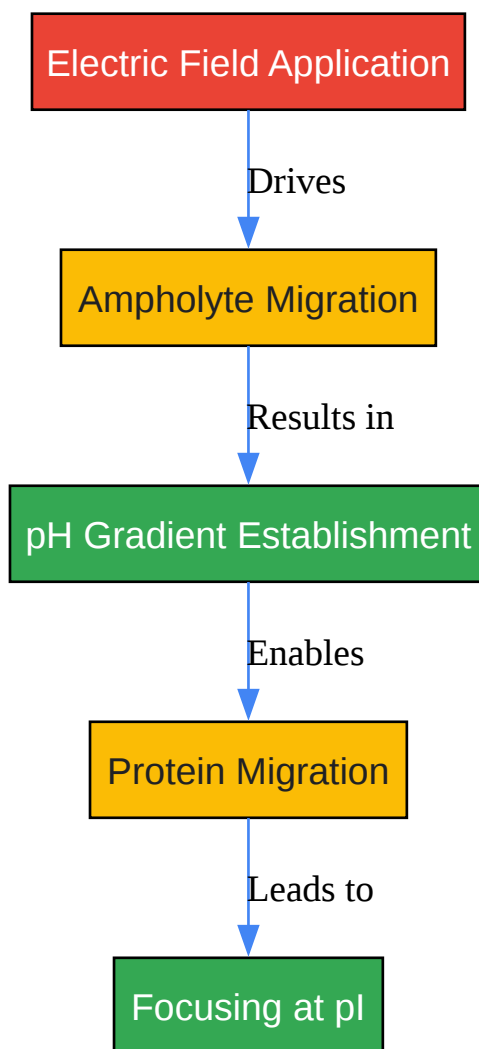 Electric Field Application
Drives
Ampholyte Migration
Results in
pH Gradient Establishment
Enables
Protein Migration
Leads to
Focusing at pI